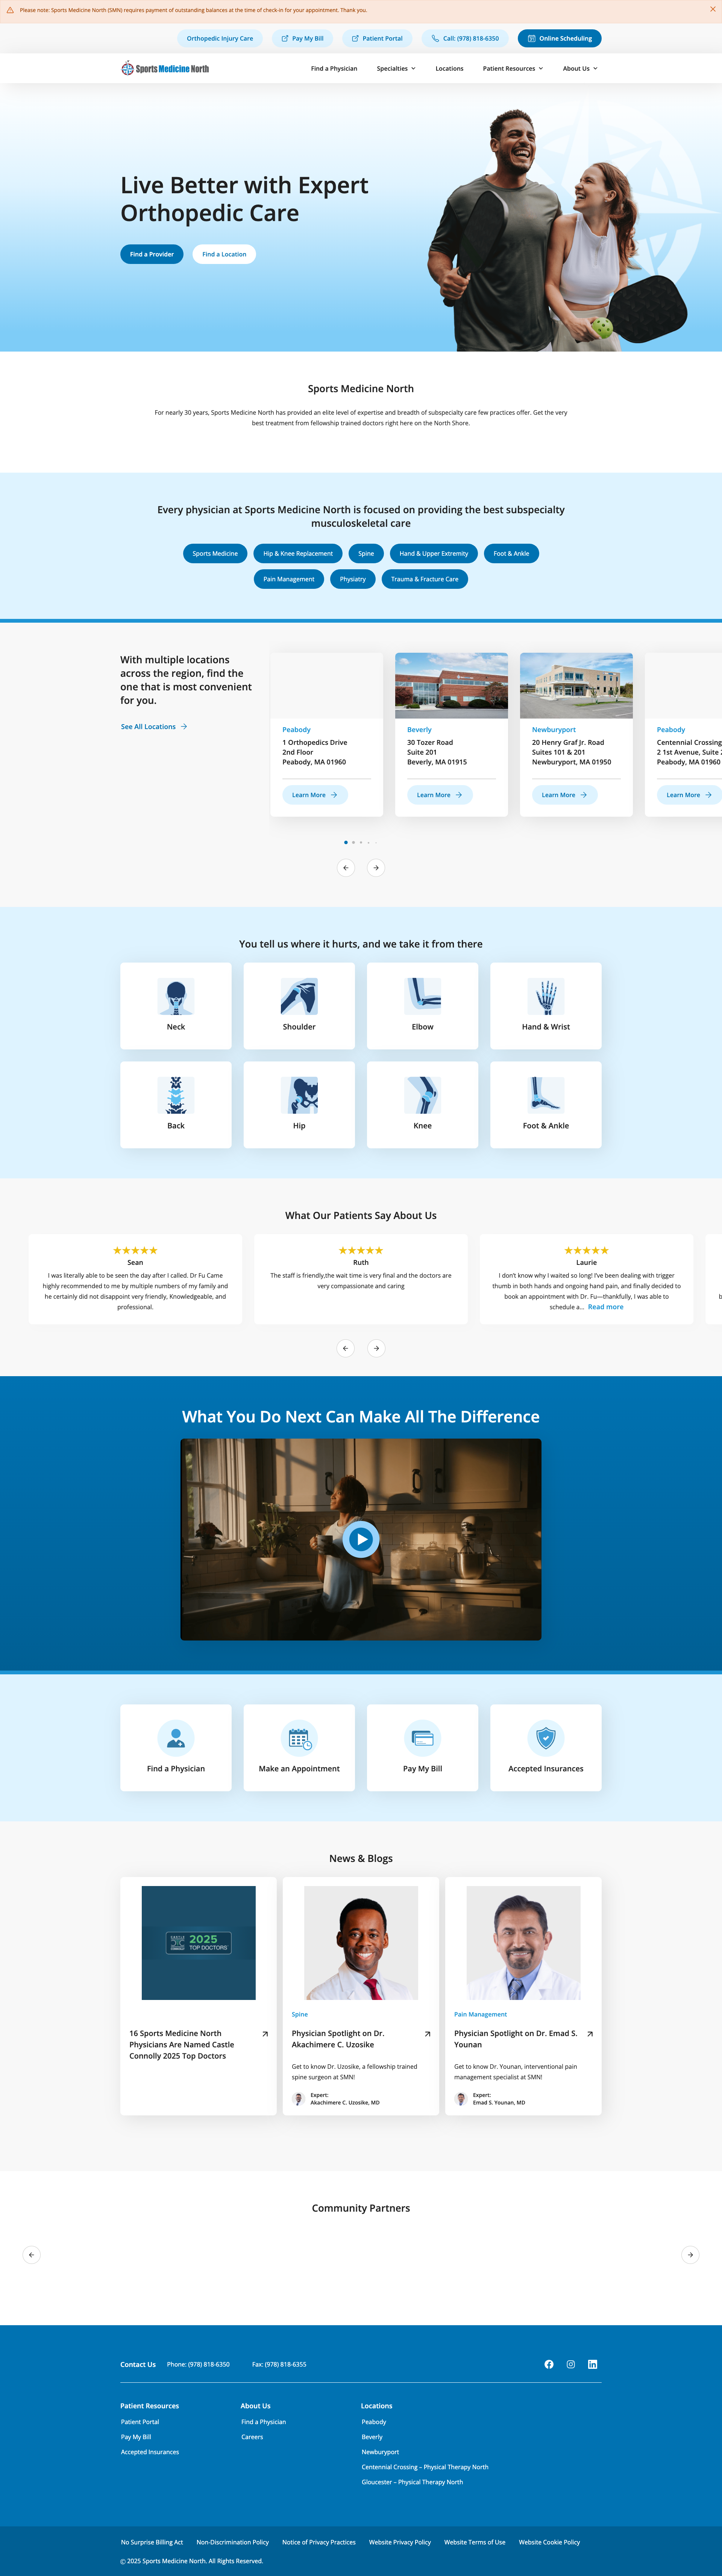 Please note: Sports Medicine North (SMN) requires payment of outstanding balances at the time of check-in for your appointment. Thank you.
Orthopedic Injury Care
Pay My Bill
Patient Portal
Call: (978) 818-6350
Online Scheduling
Sports Medicine North
Find a Physician
Specialties
Locations
Patient Resources
About Us
Live Better with Expert
Orthopedic Care
Find a Provider
Find a Location
Sports Medicine North
For nearly 30 years, Sports Medicine North has provided an elite level of expertise and breadth of subspecialty care few practices offer. Get the very
best treatment from fellowship trained doctors right here on the North Shore.
Every physician at Sports Medicine North is focused on providing the best subspecialty
musculoskeletal care
Sports Medicine
Hip & Knee Replacement
Spine
Hand & Upper Extremity
Foot & Ankle
Pain Management
Physiatry
Trauma & Fracture Care
With multiple locations
across the region, find the
one that is most convenient
for you.
See All Locations
Peabody
1 Orthopedics Drive
2nd Floor
Peabody, MA 01960
Learn More
Beverly
30 Tozer Road
Suite 201
Beverly, MA 01915
Learn More
Newburyport
20 Henry Graf Jr. Road
Suites 101 & 201
Newburyport, MA 01950
Learn More
Peabody
Centennial Crossing
2 1st Avenue, Suite
Peabody, MA 01960
Learn More
You tell us where it hurts, and we take it from there
Neck
Shoulder
Elbow
Hand & Wrist
Back
Hip
Knee
Foot & Ankle
What Our Patients Say About Us
Sean
I was literally able to be seen the day after I called. Dr Fu Came
highly recommended to me by multiple members of my family and
he certainly did not disappoint very friendly, Knowledgeable, and
professional.
Ruth
The staff is friendly,the wait time is very final and the doctors are
very compassionate and caring
Laurie
I don't know why I waited so long! I've been dealing with trigger
thumb in both hands and ongoing hand pain, and finally decided to
book an appointment with Dr. Fu—thankfully, I was able to
schedule a... Read more
What You Do Next Can Make All The Difference
Find a Physician
Make an Appointment
Pay My Bill
Accepted Insurances
News & Blogs
2025
TOP DOCTORS
16 Sports Medicine North
Physicians Are Named Castle
Connolly 2025 Top Doctors
Spine
Physician Spotlight on Dr.
Akachimere C. Uzosike
Get to know Dr. Uzosike, a fellowship trained
spine surgeon at SMN!
Expert:
Akachimere C. Uzosike, MD
Pain Management
Physician Spotlight on Dr. Emad S.
Younan
Get to know Dr. Younan, interventional pain
management specialist at SMN!
Expert:
Emad S. Younan, MD
Community Partners
Contact Us
Phone: (978) 818-6350
Fax: (978) 818-6355
Patient Resources
Patient Portal
Pay My Bill
Accepted Insurances
About Us
Find a Physician
Careers
Locations
Peabody
Beverly
Newburyport
Centennial Crossing – Physical Therapy North
Gloucester – Physical Therapy North
No Surprise Billing Act
Non-Discrimination Policy
Notice of Privacy Practices
Website Privacy Policy
Website Terms of Use
Website Cookie Policy
© 2025 Sports Medicine North. All Rights Reserved.